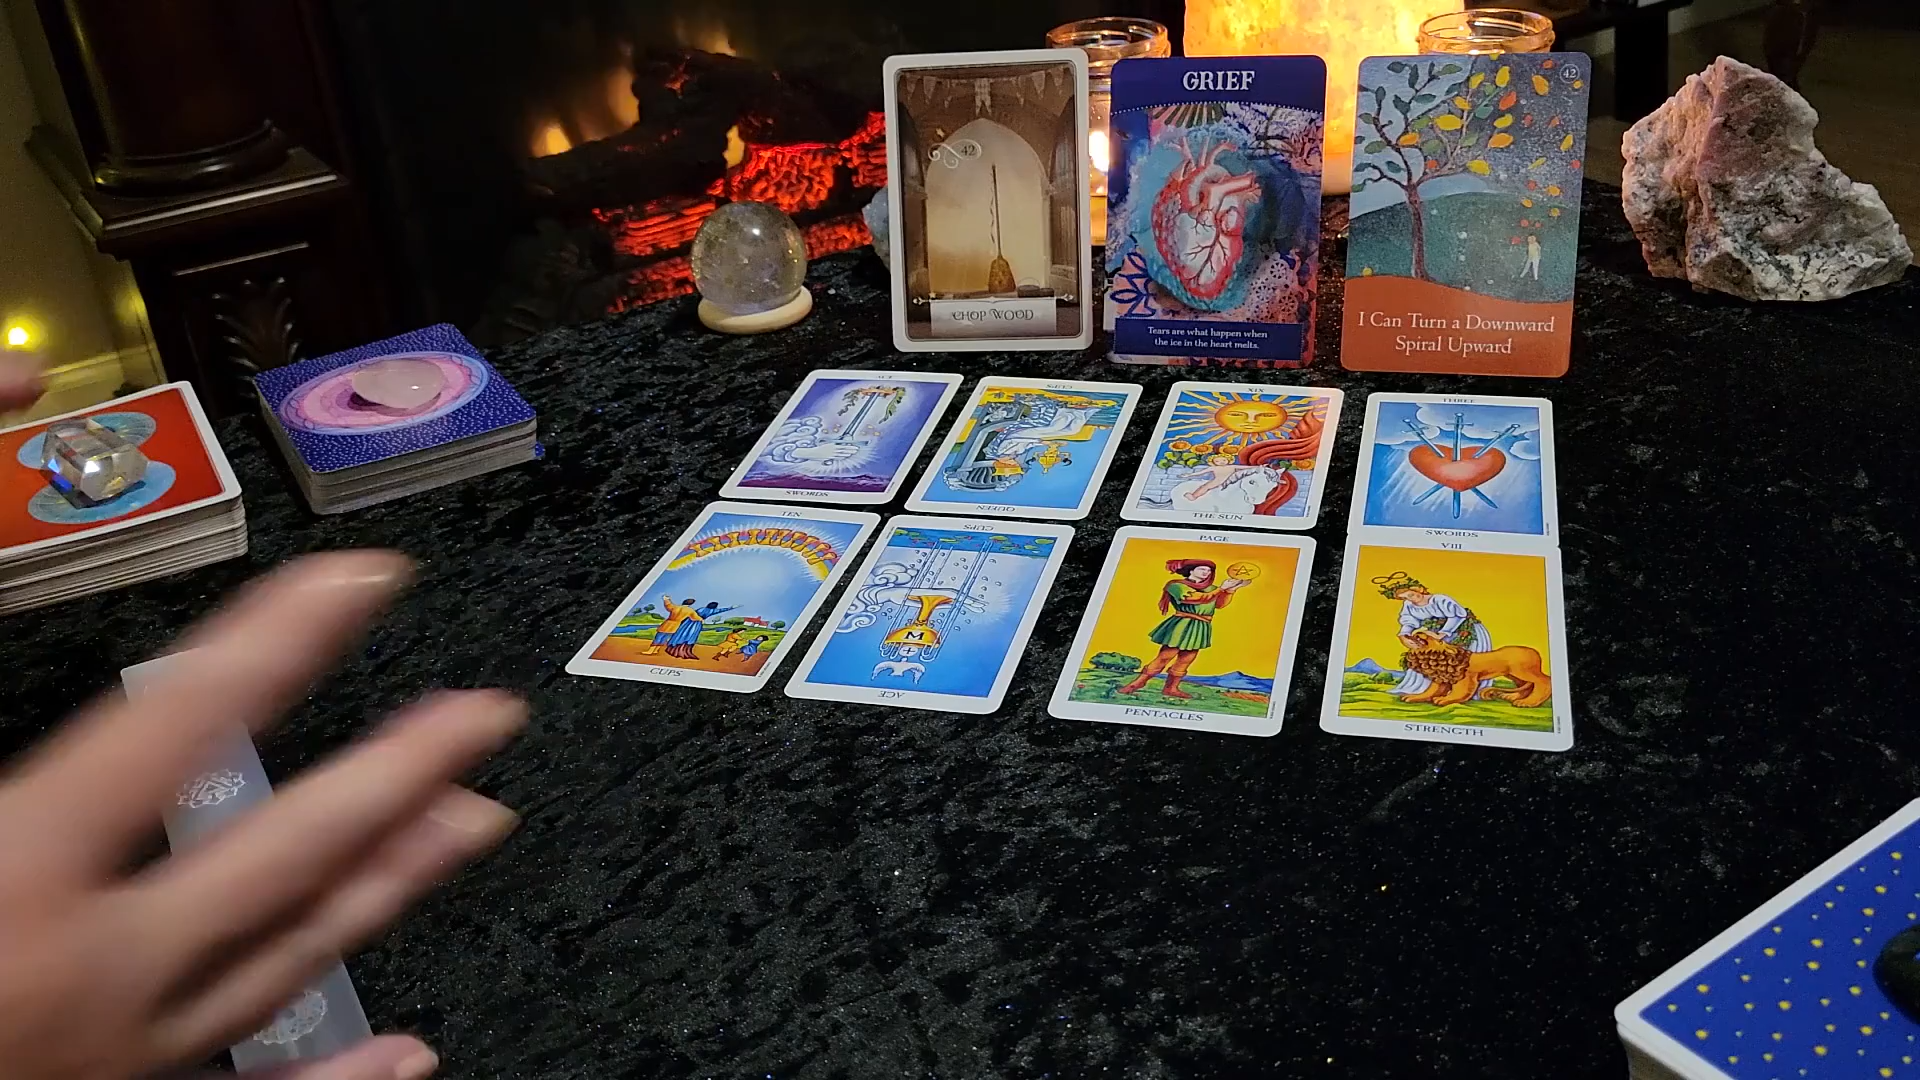 42
CHOP WOOD
GRIEF
Tears are what happen when
the ice in the heart melts.
42
I Can Turn a Downward
Spiral Upward
ACE
SWORDS
CUPS
QUEEN
XIX
THE SUN
THREE
SWORDS
TEN
CUPS
CUPS
M
ACE
PAGE
PENTACLES
VIII
STRENGTH